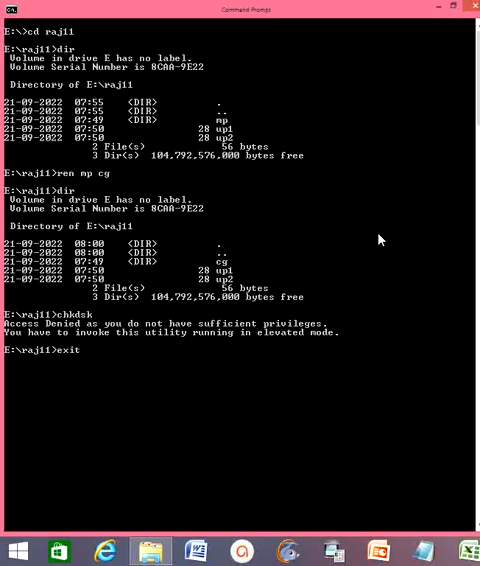 Command Prompt
E:\>cd raj11
E:\raj11>dir
Volume in drive E has no label.
Volume Serial Number is 8CAA-9E22
Directory of E:\raj11
21-09-2022 07:55 <DIR> .
21-09-2022 07:55 <DIR> ..
21-09-2022 07:49 <DIR> mp
21-09-2022 07:50 28 up1
21-09-2022 07:50 28 up2
2 File(s) 56 bytes
3 Dir(s) 104,792,576,000 bytes free
E:\raj11>ren mp cg
E:\raj11>dir
Volume in drive E has no label.
Volume Serial Number is 8CAA-9E22
Directory of E:\raj11
21-09-2022 08:00 <DIR> .
21-09-2022 08:00 <DIR> ..
21-09-2022 07:49 <DIR> cg
21-09-2022 07:50 28 up1
21-09-2022 07:50 28 up2
2 File(s) 56 bytes
3 Dir(s) 104,792,576,000 bytes free
E:\raj11>chkdsk
Access Denied as you do not have sufficient privileges.
You have to invoke this utility running in elevated mode.
E:\raj11>exit